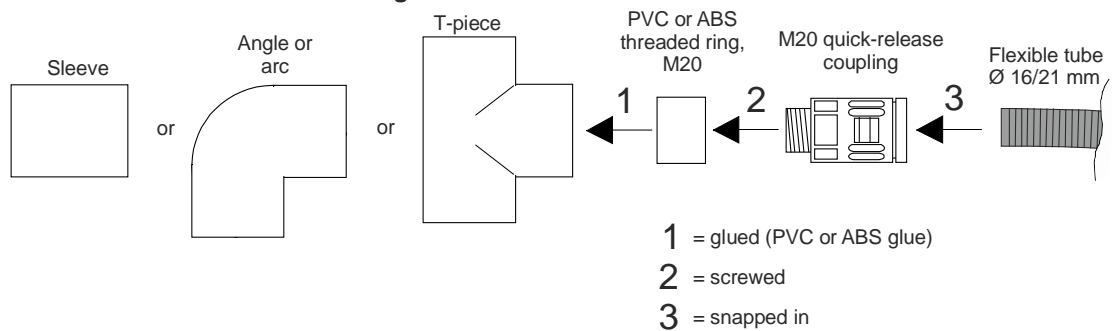 g
T-piece
PVC or ABS
threaded ring,
M20
M20 quick-release
coupling
Flexible tube
Ø 16/21 mm
Angle or
arc
Sleeve
or
or
1
2
3
1 = glued (PVC or ABS glue)
2 = screwed
3 = snapped in